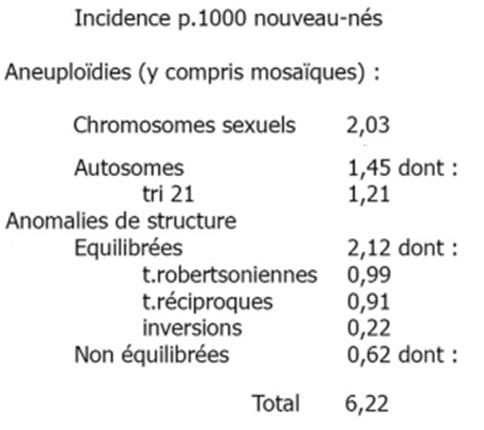 Incidence p.1000 nouveau-nés
Aneuploïdies (y compris mosaïques) :
Chromosomes sexuels 2,03
Autosomes 1,45 dont :
tri 21 1,21
Anomalies de structure
Equilibrées 2,12 dont :
t.robertsoniennes 0,99
t.réciproques 0,91
inversions 0,22
Non équilibrées 0,62 dont :
Total 6,22